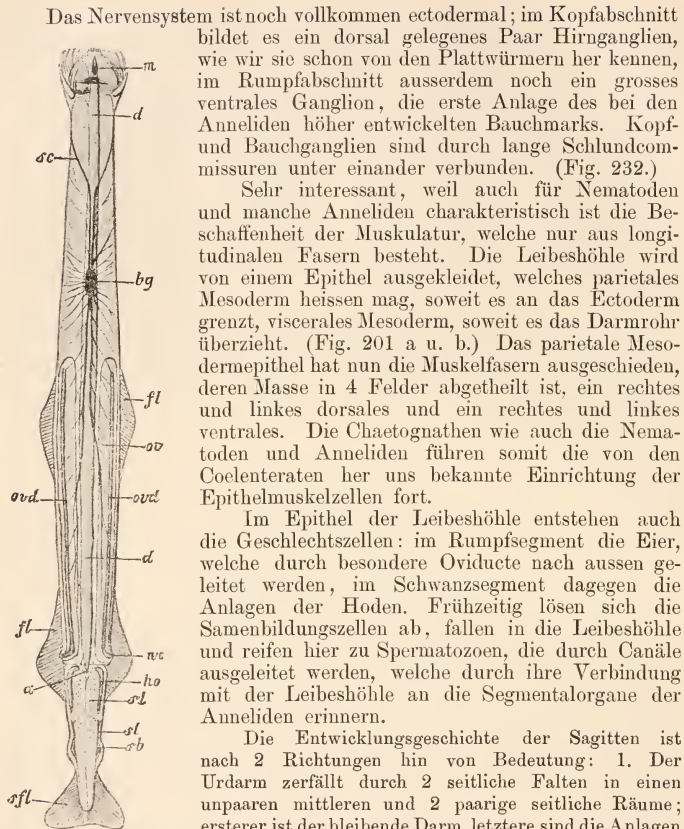 Das Nervensystem ist noch vollkommen ectodermal; im Kopfabschnitt
bildet es ein dorsal gelegenes Paar Hirnganglien,
wie wir sie schon von den Plattwürmern her kennen,
im Rumpfabschnitt ausserdem noch ein grosses
ventrales Ganglion, die erste Anlage des bei den
Anneliden höher entwickelten Bauchmarks. Kopf-
und Bauchganglien sind durch lange Schlundcom-
missuren unter einander verbunden. (Fig. 232.)
Sehr interessant, weil auch für Nematoden
und manche Anneliden charakteristisch ist die Be-
schaffenheit der Muskulatur, welche nur aus longi-
tudinalen Fasern besteht. Die Leibeshöhle wird
von einem Epithel ausgekleidet, welches parietales
Mesoderm heissen mag, soweit es an das Ectoderm
grenzt, viscerales Mesoderm, soweit es das Darmrohr
überzieht. (Fig. 201 a u. b.) Das parietale Meso-
dermepithel hat nun die Muskelfasern ausgeschieden,
deren Masse in 4 Felder abgetheilt ist, ein rechtes
und linkes dorsales und ein rechtes und linkes
ventrales. Die Chaetognathen wie auch die Nema-
toden und Anneliden führen somit die von den
Coelenteraten her uns bekannte Einrichtung der
Epithelmuskelzellen fort.
Im Epithel der Leibeshöhle entstehen auch
die Geschlechtszellen: im Rumpfsegment die Eier,
welche durch besondere Oviducte nach aussen ge-
leitet werden, im Schwanzsegment dagegen die
Anlagen der Hoden. Frühzeitig lösen sich die
Samenbildungszellen ab, fallen in die Leibeshöhle
und reifen hier zu Spermatozoen, die durch Canäle
ausgeleitet werden, welche durch ihre Verbindung
mit der Leibeshöhle an die Segmentalorgane der
Anneliden erinnern.
Die Entwicklungsgeschichte der Sagitten ist
nach 2 Richtungen hin von Bedeutung: 1. Der
Urdarm zerfällt durch 2 seitliche Falten in einen
unpaaren mittleren und 2 paarige seitliche Räume;
ersterer ist der bleibende Darm, letztere sind die Anlagen
m
d
sc
bg
fl
ov
ovd
ovd
d
fl
wc
a
ho
sl
sl
sb
sfl